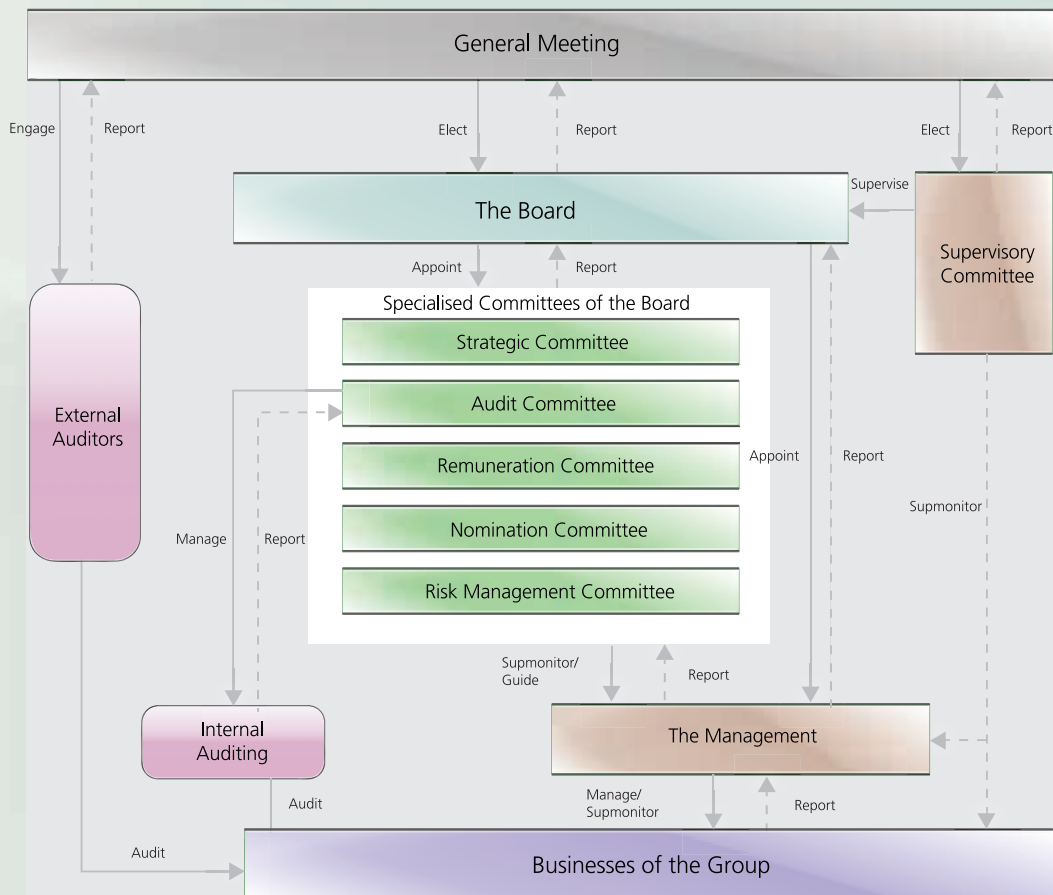 General Meeting
Engage
Report
Elect
Report
Elect
Report
The Board
Supervise
Supervisory
Committee
Appoint
Report
Specialised Committees of the Board
Strategic Committee
Audit Committee
Remuneration Committee
Nomination Committee
Risk Management Committee
External
Auditors
Manage
Report
Appoint
Report
Supmonitor
Supmonitor/
Guide
Report
Internal
Auditing
The Management
Audit
Manage/
Supmonitor
Report
Audit
Businesses of the Group